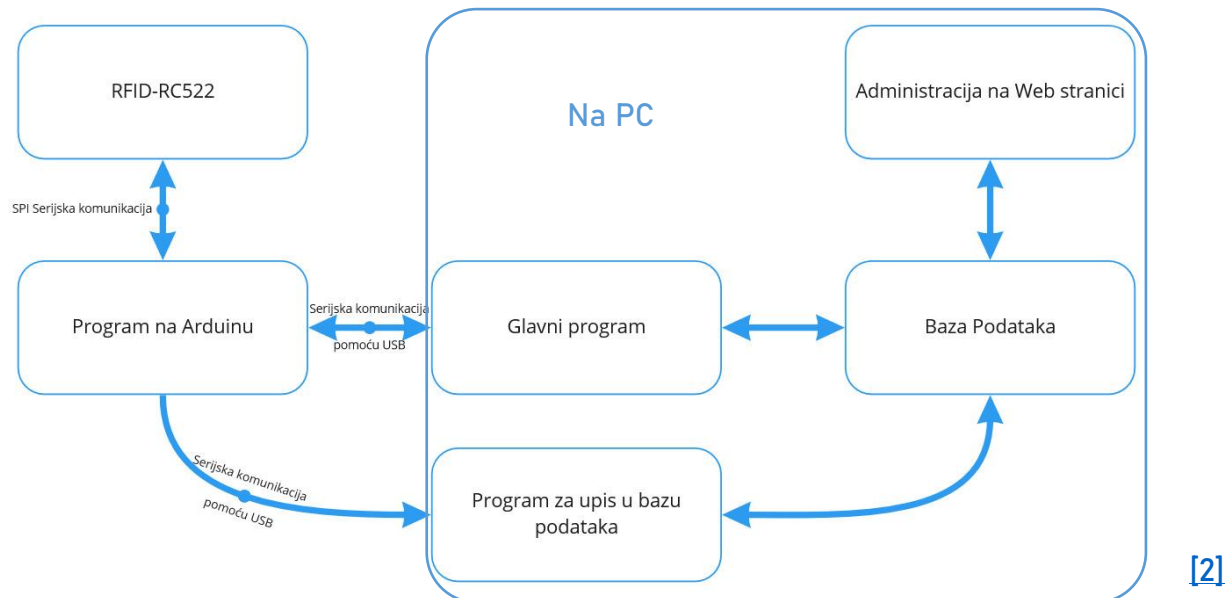 RFID-RC522
Na PC
Administracija na Web stranici
SPI Serijska komunikacija
Program na Arduinu
Serijska komunikacija
pomoću USB
Glavni program
Baza Podataka
Serijska komunikacija
pomoću USB
Program za upis u bazu
podataka
[2]